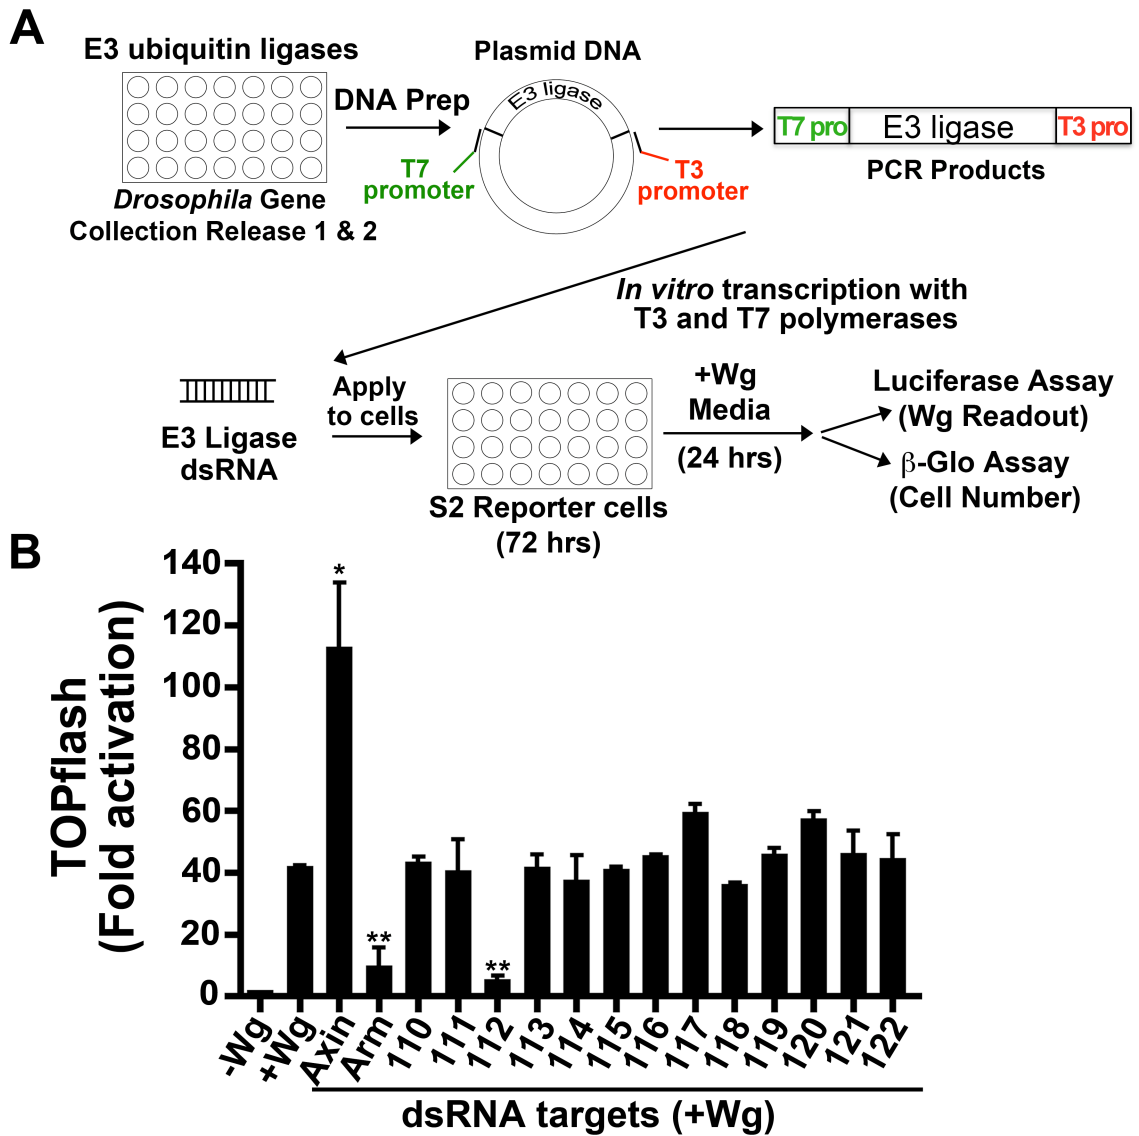 A
E3 ubiquitin ligases
Drosophila Gene
Collection Release 1 & 2
DNA Prep
Plasmid DNA
E3 ligase
T7
promoter
T3
promoter
T7 pro E3 ligase T3 pro
PCR Products
In vitro transcription with
T3 and T7 polymerases
E3 Ligase
dsRNA
Apply
to cells
S2 Reporter cells
(72 hrs)
+Wg
Media
(24 hrs)
Luciferase Assay
(Wg Readout)
β-Glo Assay
(Cell Number)
B
TOPflash
(Fold activation)
140
120
100
80
60
40
20
0
*
**
**
-Wg +Wg Axin Arm 110 111 112 113 114 115 116 117 118 119 120 121 122
dsRNA targets (+Wg)